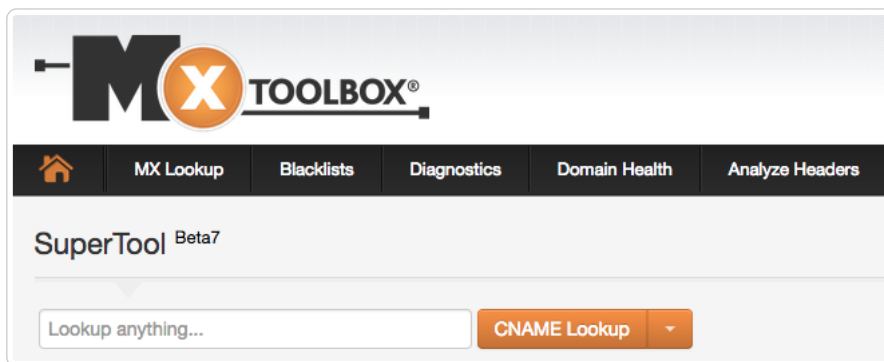 MX TOOLBOX®
MX Lookup Blacklists Diagnostics Domain Health Analyze Headers
SuperTool Beta7
Lookup anything... CNAME Lookup